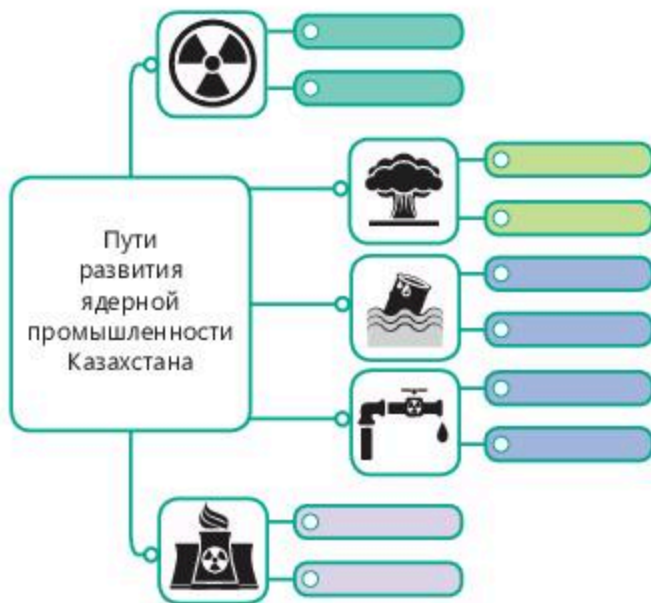 Пути
развития
ядерной
промышленности
Казахстана